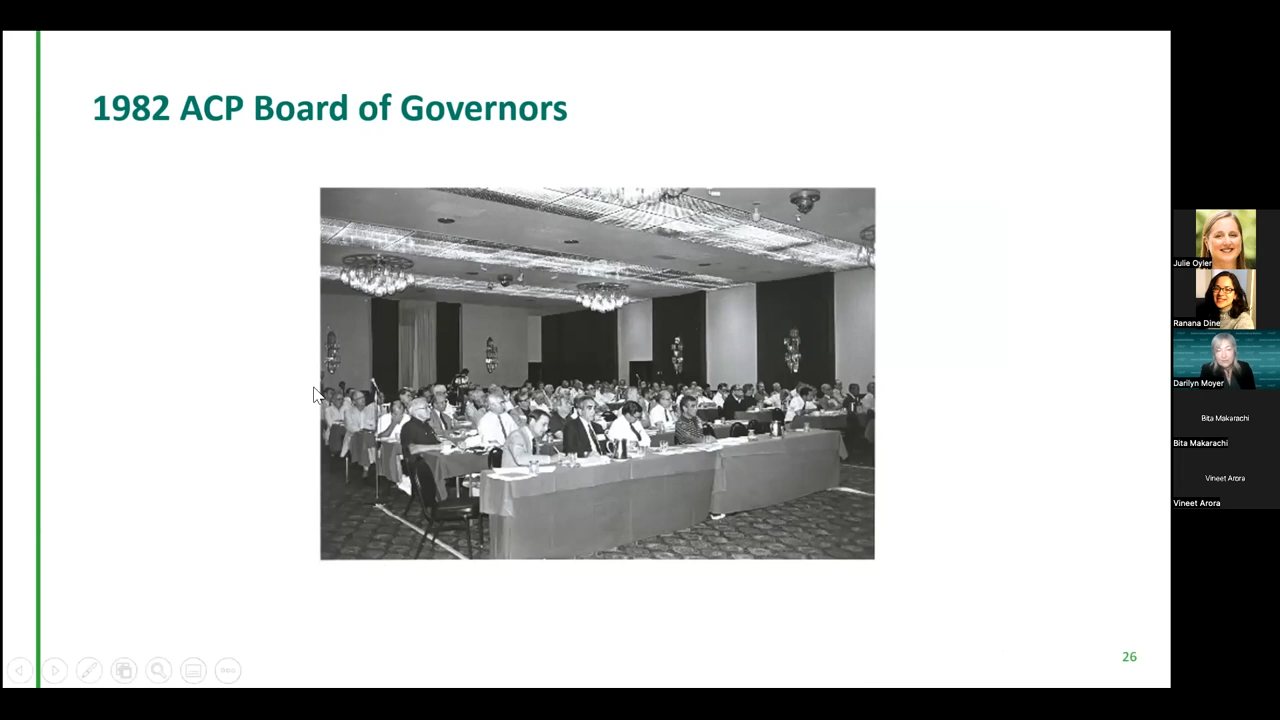 1982 ACP Board of Governors
26
Julie Oyler
Ranana Dine
Darilyn Moyer
Bita Makarachi
Bita Makarachi
Vineet Arora
Vineet Arora